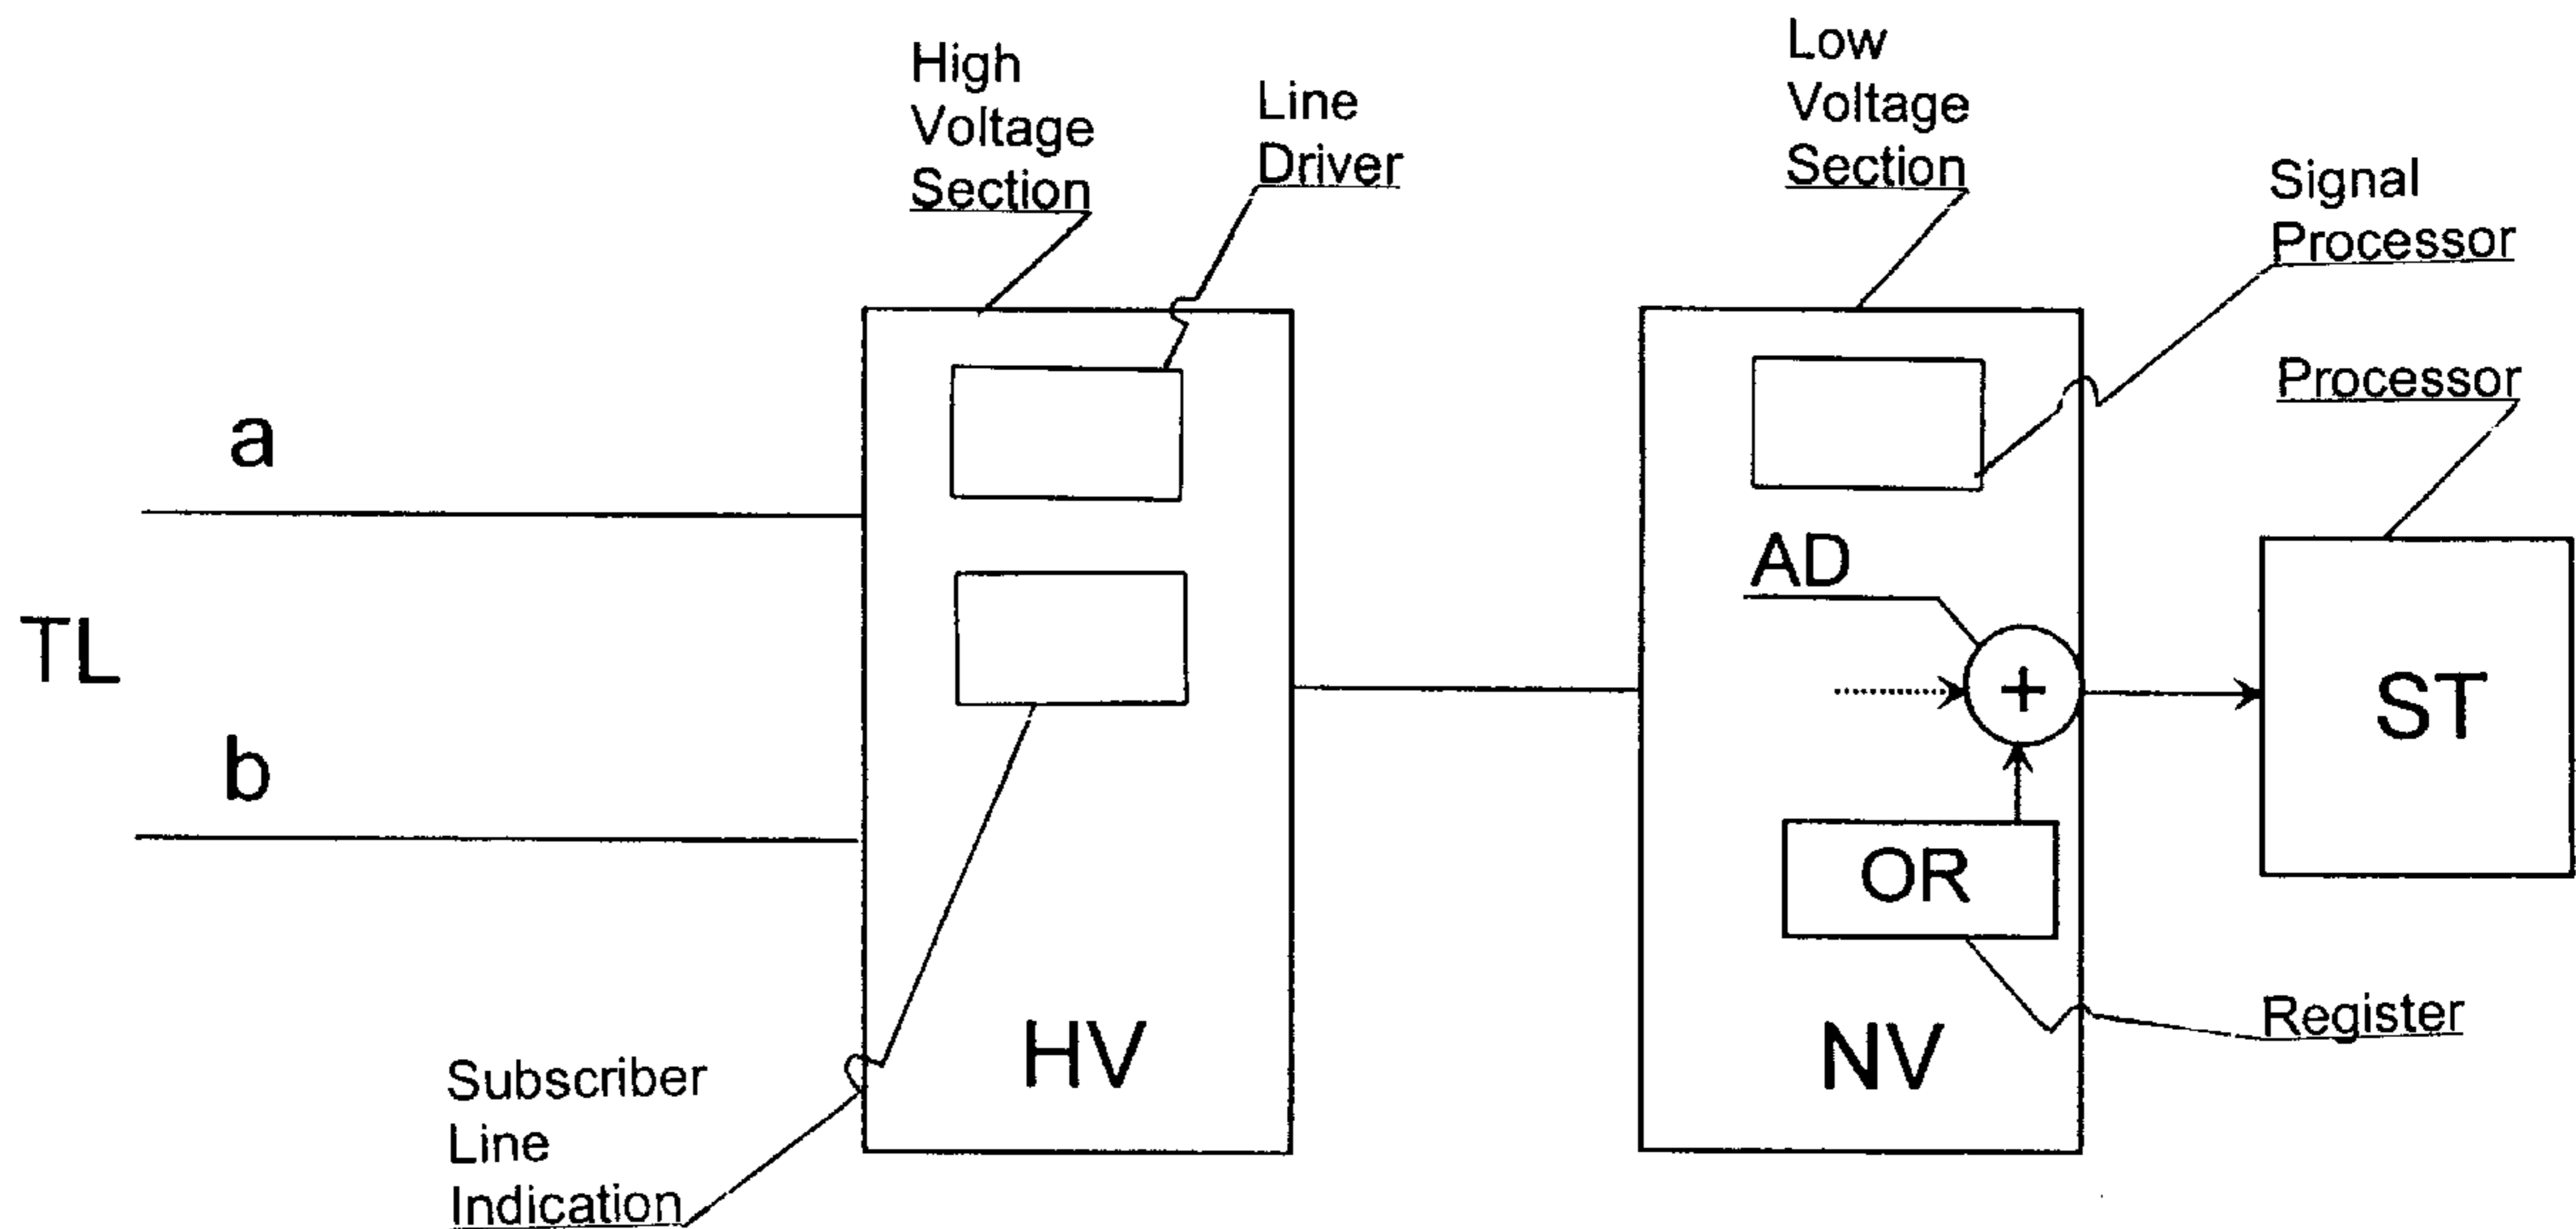 High
Voltage
Section
Line
Driver
Low
Voltage
Section
Signal
Processor
Processor
a
AD
TL
+
ST
b
OR
HV
NV
Register
Subscriber
Line
Indication